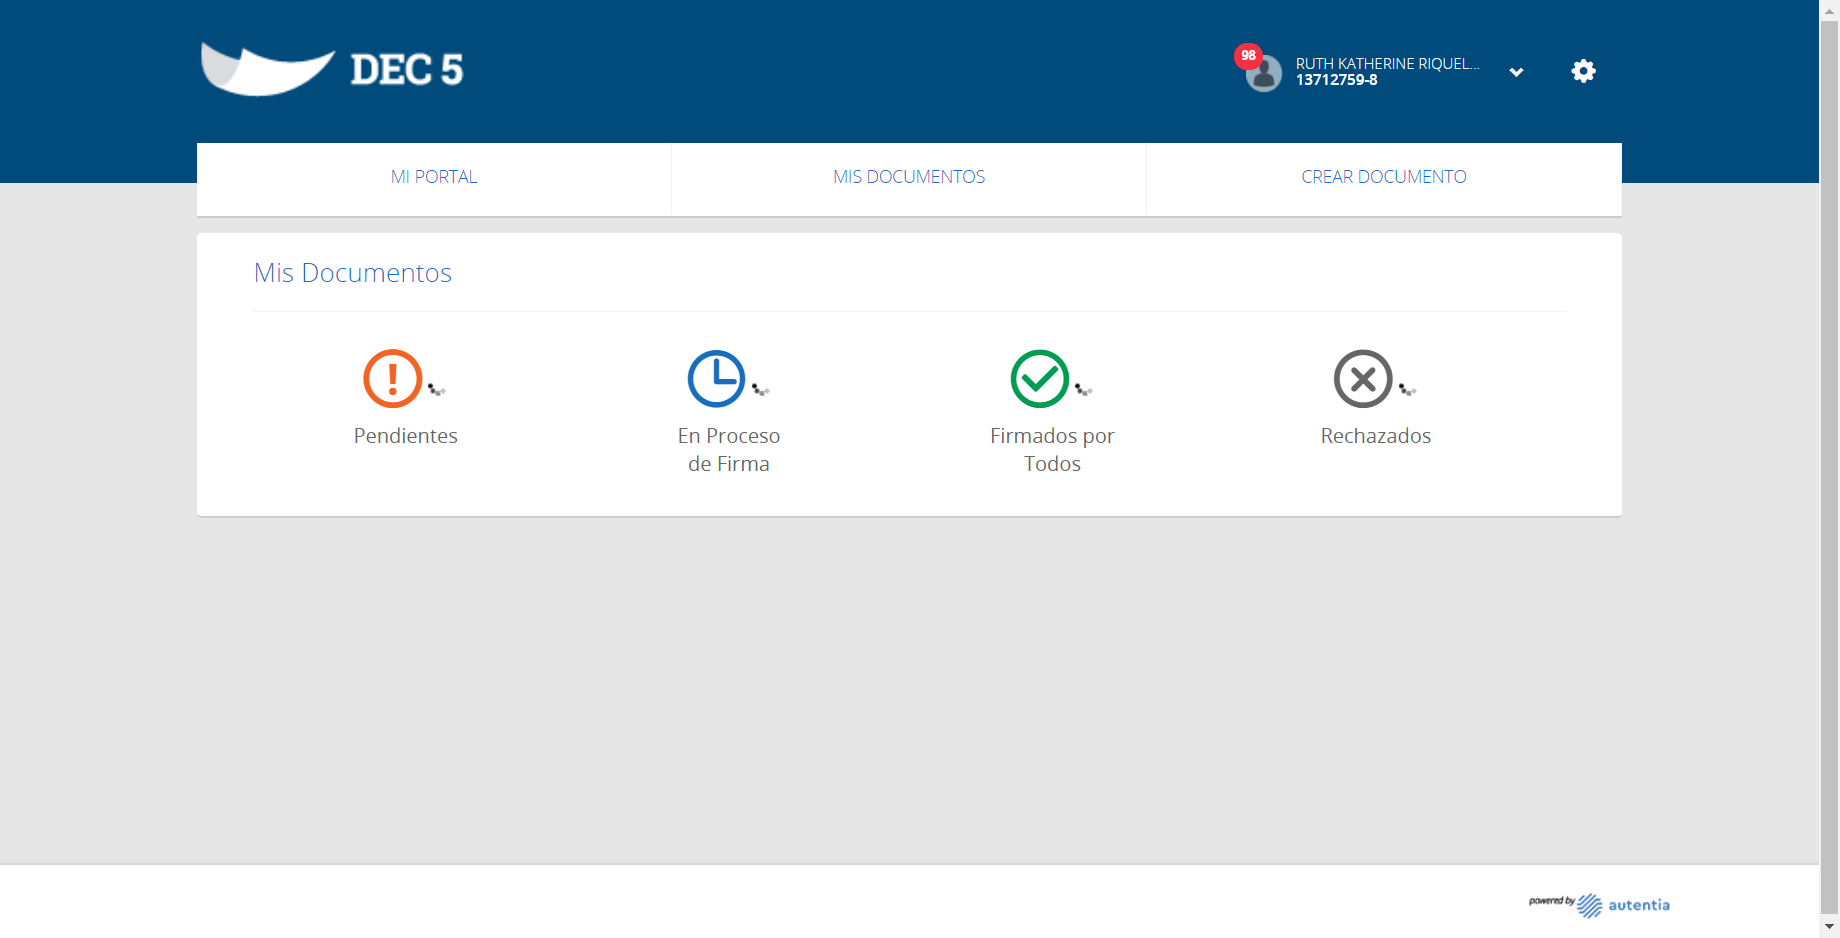 DEC 5
98
RUTH KATHERINE RIQUEL...
13712759-8
MI PORTAL
MIS DOCUMENTOS
CREAR DOCUMENTO
Mis Documentos
Pendientes
En Proceso
de Firma
Firmados por
Todos
Rechazados
powered by autentia